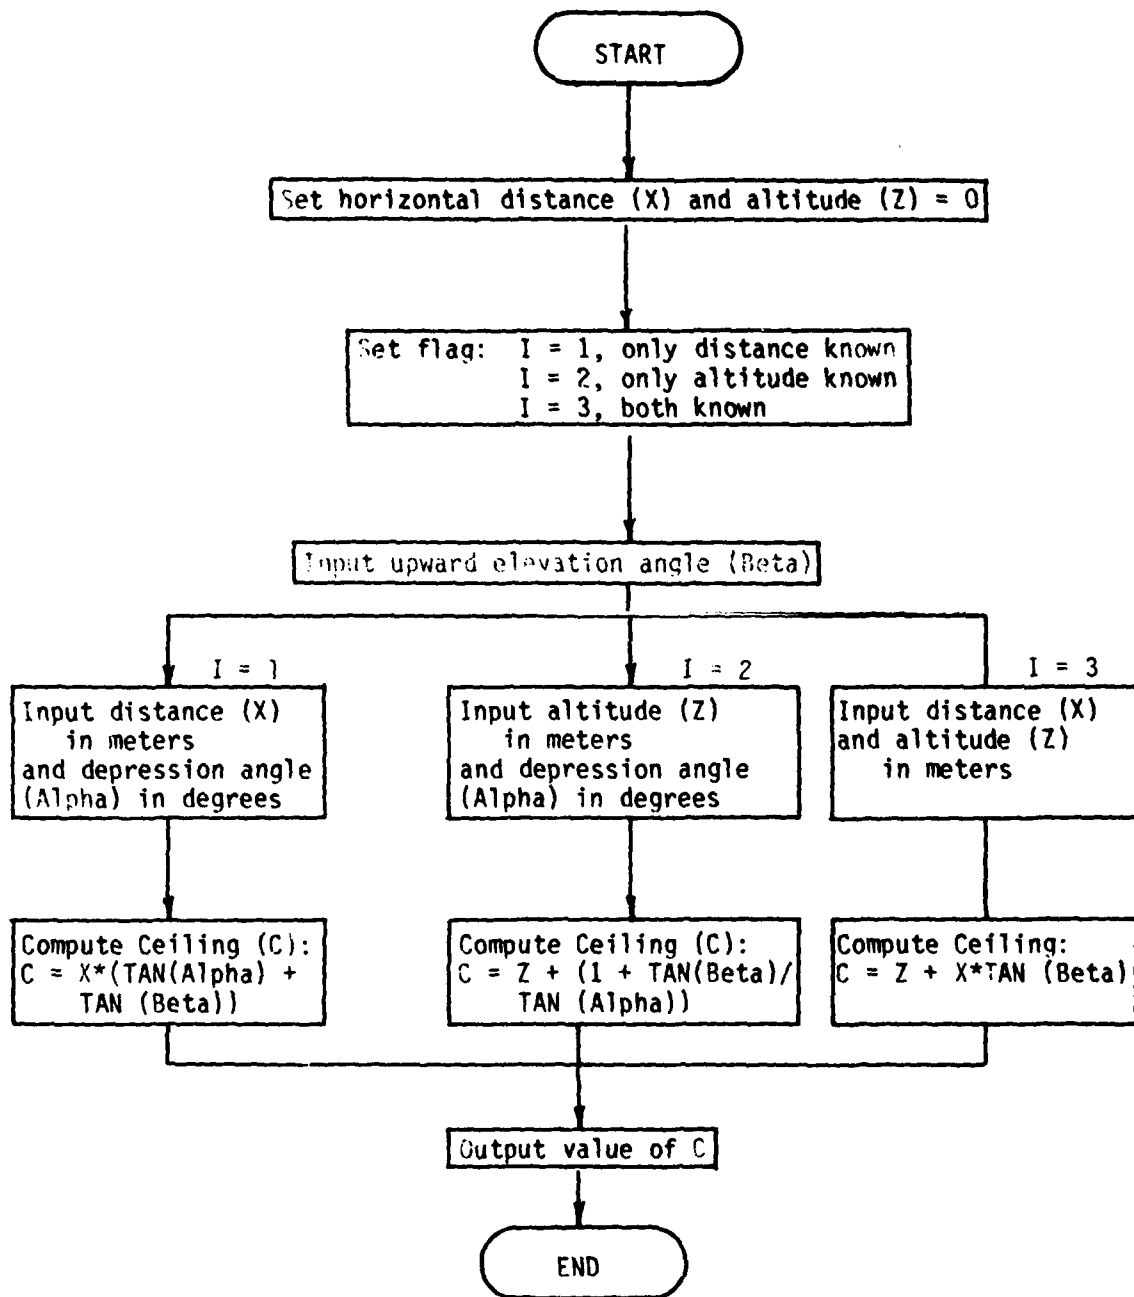 START
Set horizontal distance (X) and altitude (Z) = 0
Set flag: I = 1, only distance known
I = 2, only altitude known
I = 3, both known
Input upward elevation angle (Beta)
I = 1
Input distance (X)
in meters
and depression angle
(Alpha) in degrees
I = 2
Input altitude (Z)
in meters
and depression angle
(Alpha) in degrees
I = 3
Input distance (X)
and altitude (Z)
in meters
Compute Ceiling (C):
C = X*(TAN(Alpha) +
TAN (Beta))
Compute Ceiling (C):
C = Z + (1 + TAN(Beta)/
TAN (Alpha))
Compute Ceiling:
C = Z + X*TAN (Beta)
Output value of C
END